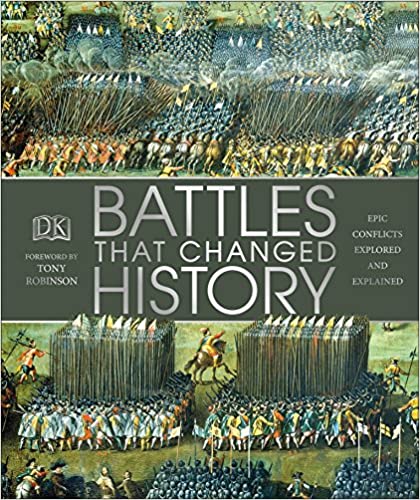 BATTLES
THAT CHANGED
HISTORY
DK
FOREWORD BY
TONY
ROBINSON
EPIC
CONFLICTS
EXPLORED
AND
EXPLAINED